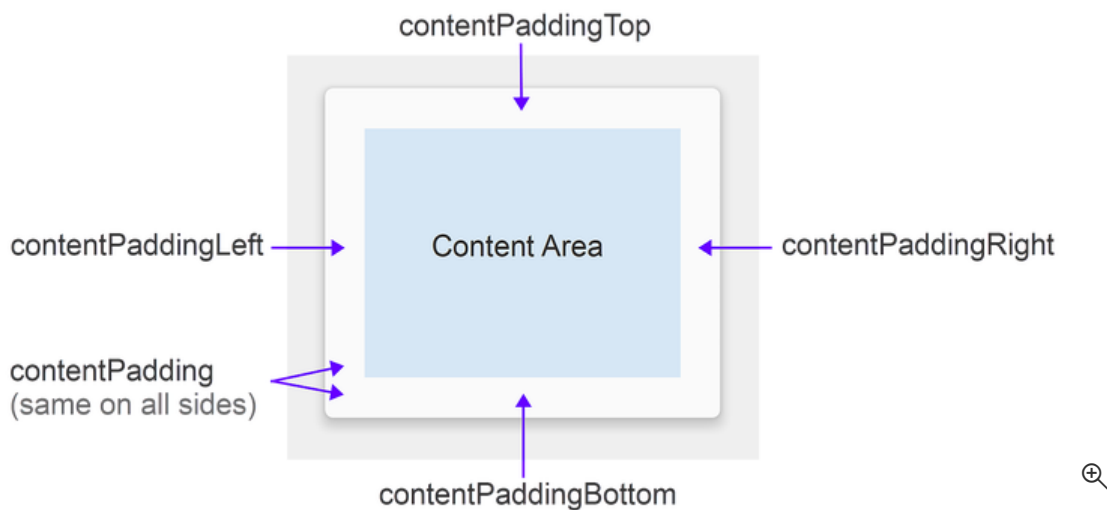 contentPaddingTop
contentPaddingLeft
Content Area
contentPaddingRight
contentPadding
(same on all sides)
contentPaddingBottom